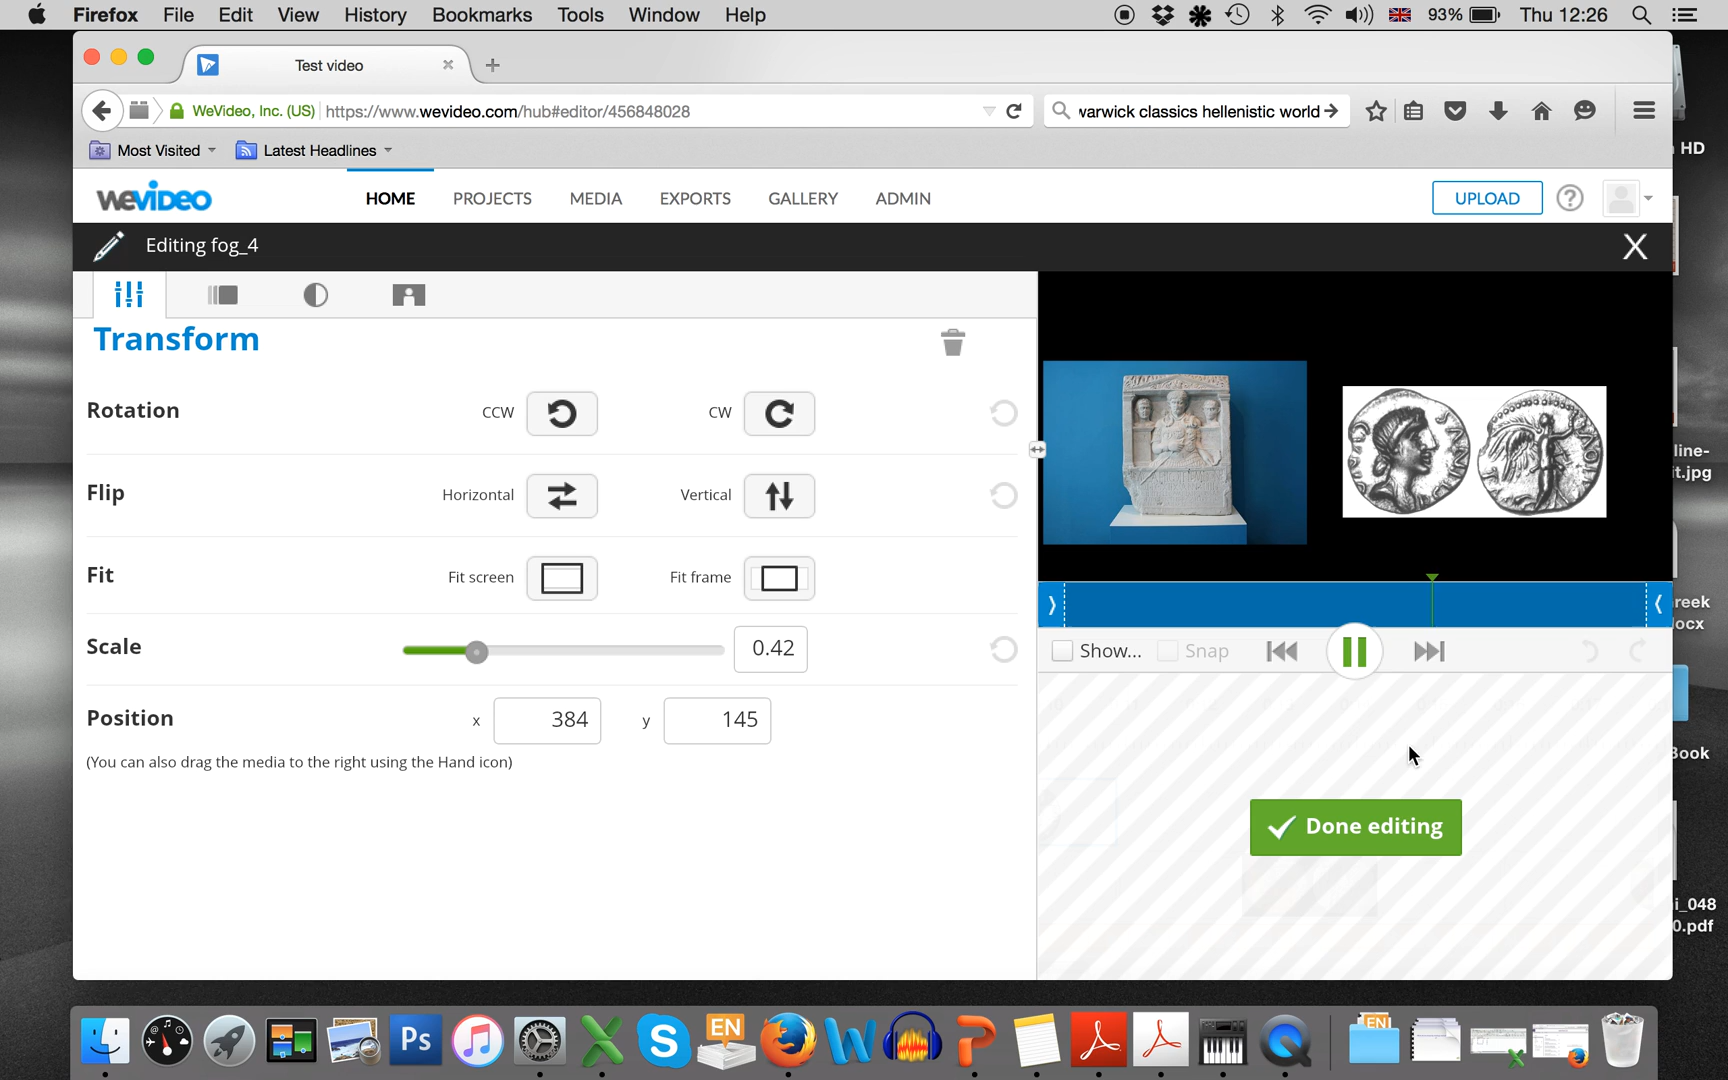 Firefox File Edit View History Bookmarks Tools Window Help 93% Thu 12:26
Test video
WeVideo, Inc. (US) https://www.wevideo.com/hub#editor/456848028 warwick classics hellenistic world
Most Visited Latest Headlines
HD
WEVIDEO HOME PROJECTS MEDIA EXPORTS GALLERY ADMIN UPLOAD ?
Editing fog_4 X
Transform
Rotation CCW CW
line-
it.jpg
Flip Horizontal Vertical
Fit Fit screen Fit frame
reek
ocx
Scale 0.42 Show... Snap
Position x 384 y 145
(You can also drag the media to the right using the Hand icon)
Book
Done editing
i_048
0.pdf
EN
Ps
EN